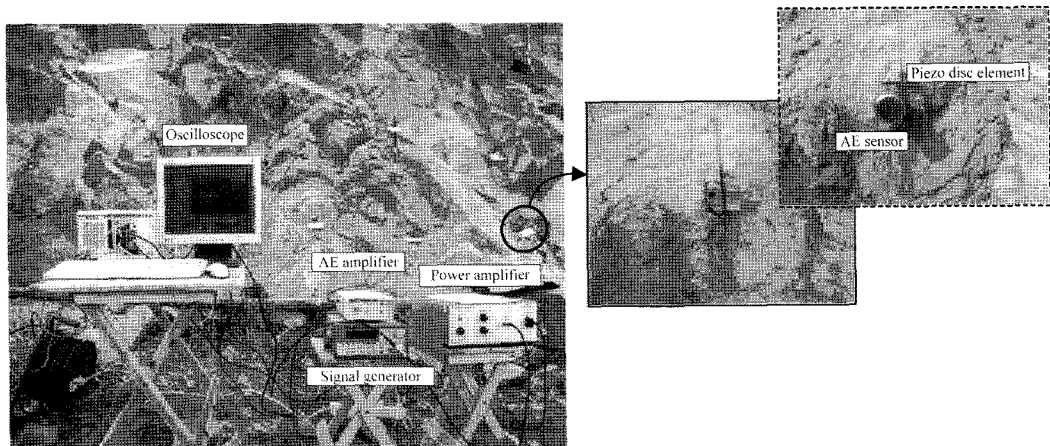 Piezo disc element
Oscilloscope
AE sensor
AE amplifier
Power amplifier
Signal generator